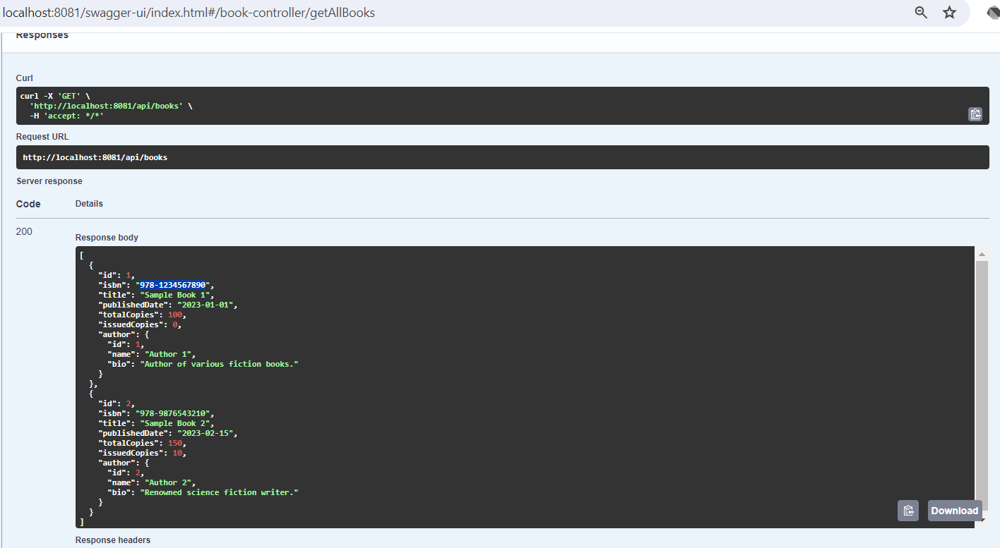 localhost:8081/swagger-ui/index.html#/book-controller/getAllBooks
Responses
Curl
curl -X 'GET' \
  'http://localhost:8081/api/books' \
  -H 'accept: */*'
Request URL
http://localhost:8081/api/books
Server response
Code Details
200
Response body
[
  {
    "id": 1,
    "isbn": "978-1234567890",
    "title": "Sample Book 1",
    "publishedDate": "2023-01-01",
    "totalCopies": 100,
    "issuedCopies": 0,
    "author": {
      "id": 1,
      "name": "Author 1",
      "bio": "Author of various fiction books."
    }
  },
  {
    "id": 2,
    "isbn": "978-9876543210",
    "title": "Sample Book 2",
    "publishedDate": "2023-02-15",
    "totalCopies": 150,
    "issuedCopies": 10,
    "author": {
      "id": 2,
      "name": "Author 2",
      "bio": "Renowned science fiction writer."
    }
  }
]
Download
Response headers